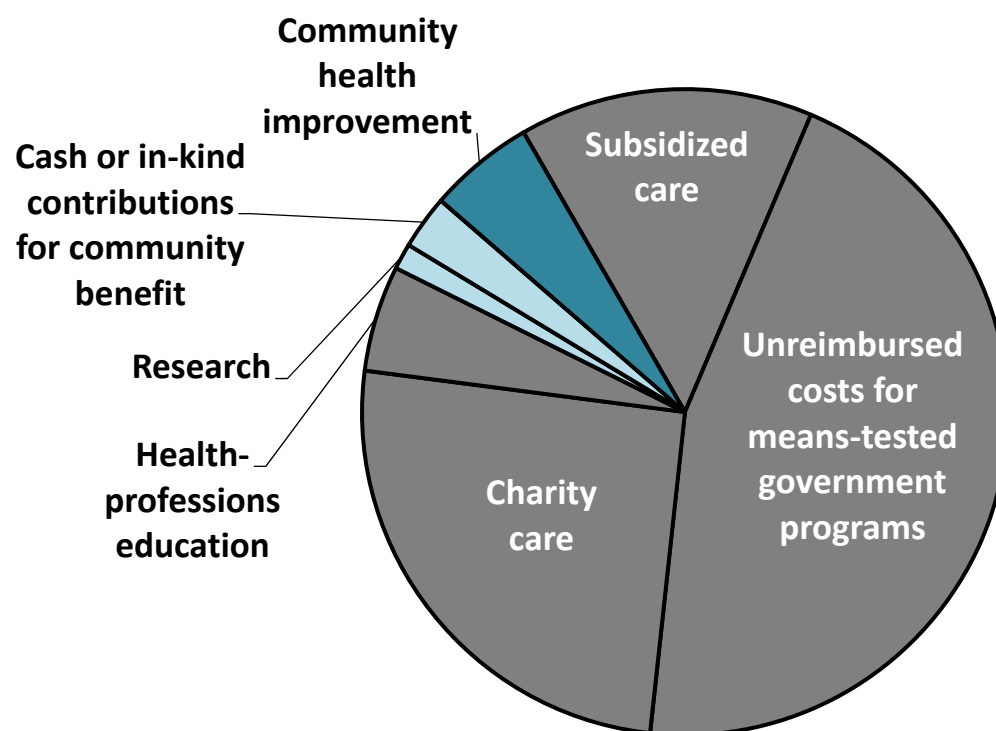 Community
health
improvement
Cash or in-kind
contributions
for community
benefit
Research
Health-
professions
education
Subsidized
care
Unreimbursed
costs for
means-tested
government
programs
Charity
care